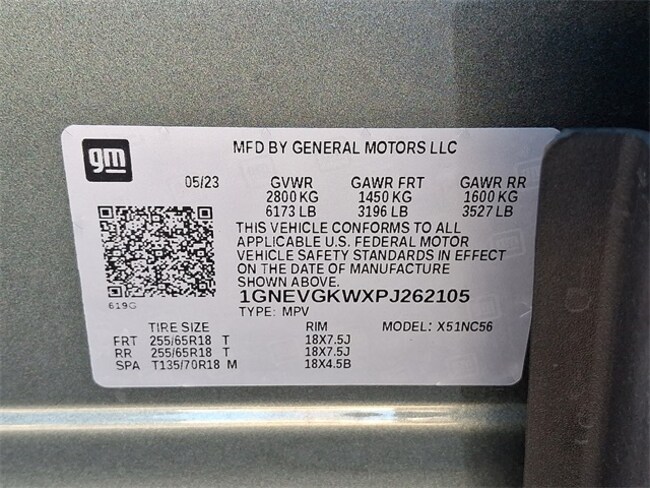 gm
MFD BY GENERAL MOTORS LLC
05/23 GVWR GAWR FRT GAWR RR
2800 KG 1450 KG 1600 KG
6173 LB 3196 LB 3527 LB
THIS VEHICLE CONFORMS TO ALL
APPLICABLE U.S. FEDERAL MOTOR
VEHICLE SAFETY STANDARDS IN EFFECT
ON THE DATE OF MANUFACTURE
SHOWN ABOVE.
1GNEVGKWXPJ262105
619G
TYPE: MPV
TIRE SIZE RIM MODEL: X51NC56
FRT 255/65R18 T 18X7.5J
RR 255/65R18 T 18X7.5J
SPA T135/70R18 M 18X4.5B